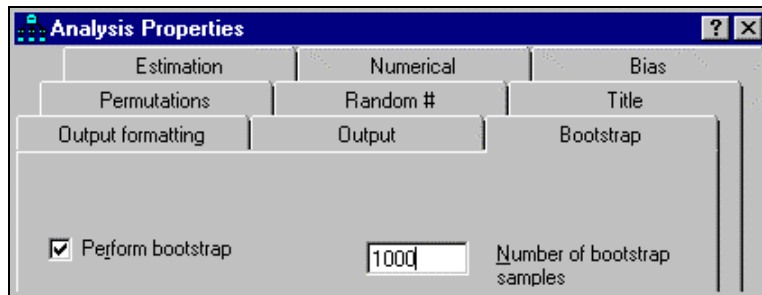 Analysis Properties
Estimation Numerical Bias
Permutations Random # Title
Output formatting Output Bootstrap
Perform bootstrap 1000 Number of bootstrap
samples